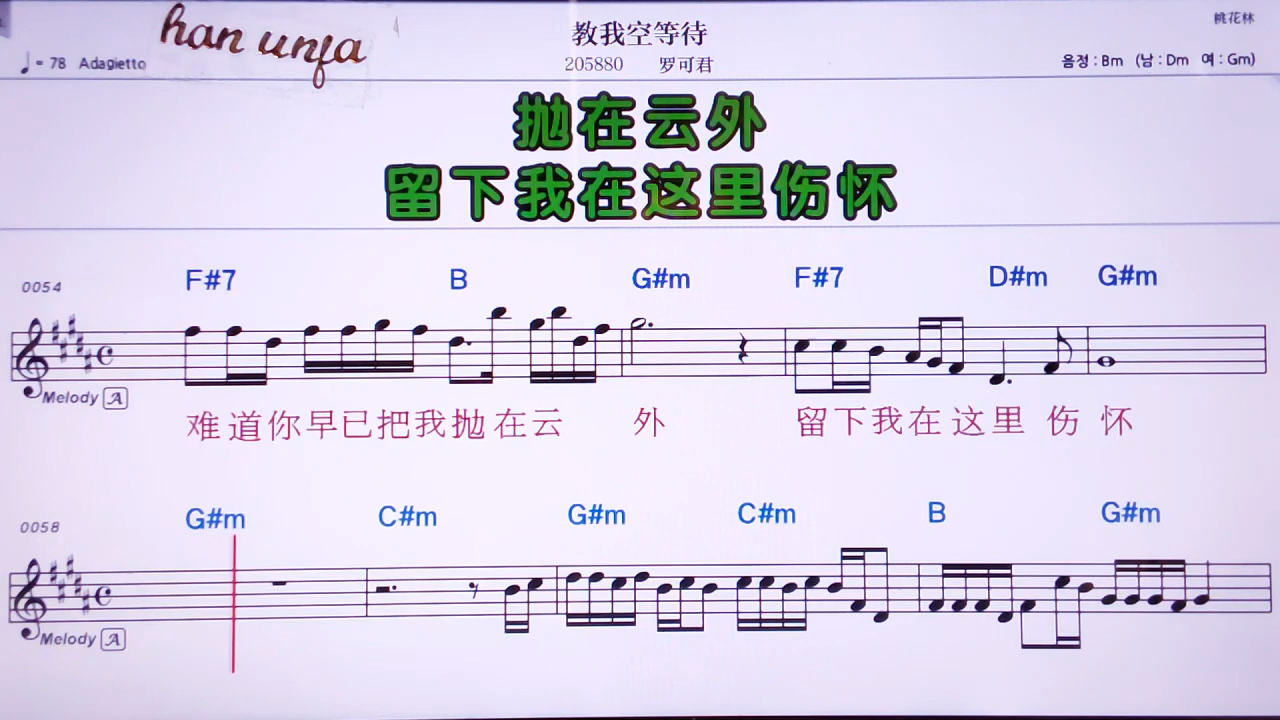 han unfa
教我空等待
桃花林
♩= 78 Adagietto
205880 罗可君
음정 : Bm (남 : Dm 여 : Gm)
抛在云外
留下我在这里伤怀
0054
F#7 B G#m F#7 D#m G#m
Melody A
难道你早已把我抛在云 外 留下我在这里 伤 怀
0058
G#m C#m G#m C#m B G#m
Melody A